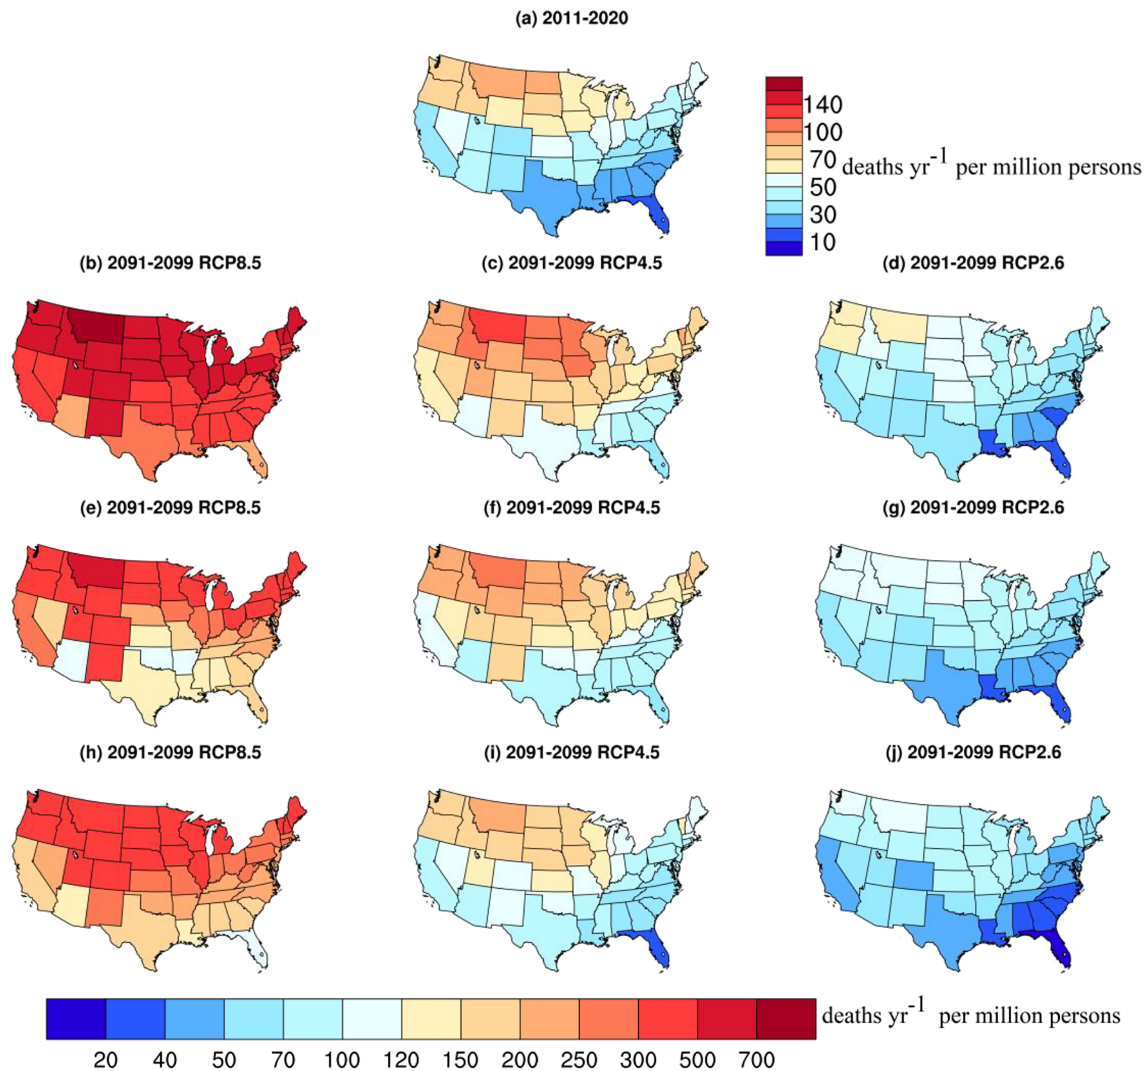 (a) 2011-2020
140
100
70
deaths yr-1 per million persons
50
30
10
(b) 2091-2099 RCP8.5
(c) 2091-2099 RCP4.5
(d) 2091-2099 RCP2.6
(e) 2091-2099 RCP8.5
(f) 2091-2099 RCP4.5
(g) 2091-2099 RCP2.6
(h) 2091-2099 RCP8.5
(i) 2091-2099 RCP4.5
(j) 2091-2099 RCP2.6
deaths yr-1 per million persons
20 40 50 70 100 120 150 200 250 300 500 700